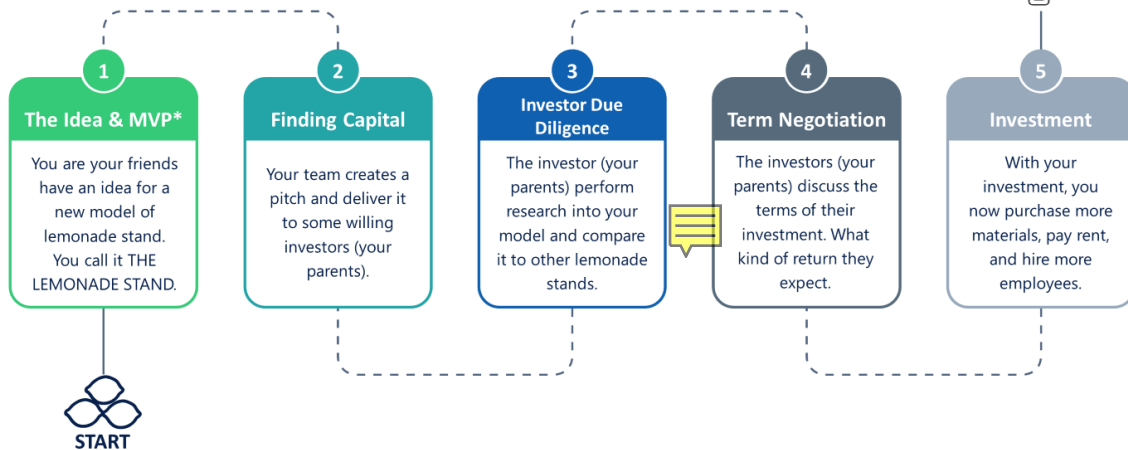 1
The Idea & MVP*
You are your friends
have an idea for a
new model of
lemonade stand.
You call it THE
LEMONADE STAND.
START
2
Finding Capital
Your team creates a
pitch and deliver it
to some willing
investors (your
parents).
3
Investor Due
Diligence
The investor (your
parents) perform
research into your
model and compare
it to other lemonade
stands.
4
Term Negotiation
The investors (your
parents) discuss the
terms of their
investment. What
kind of return they
expect.
5
Investment
With your
investment, you
now purchase more
materials, pay rent,
and hire more
employees.